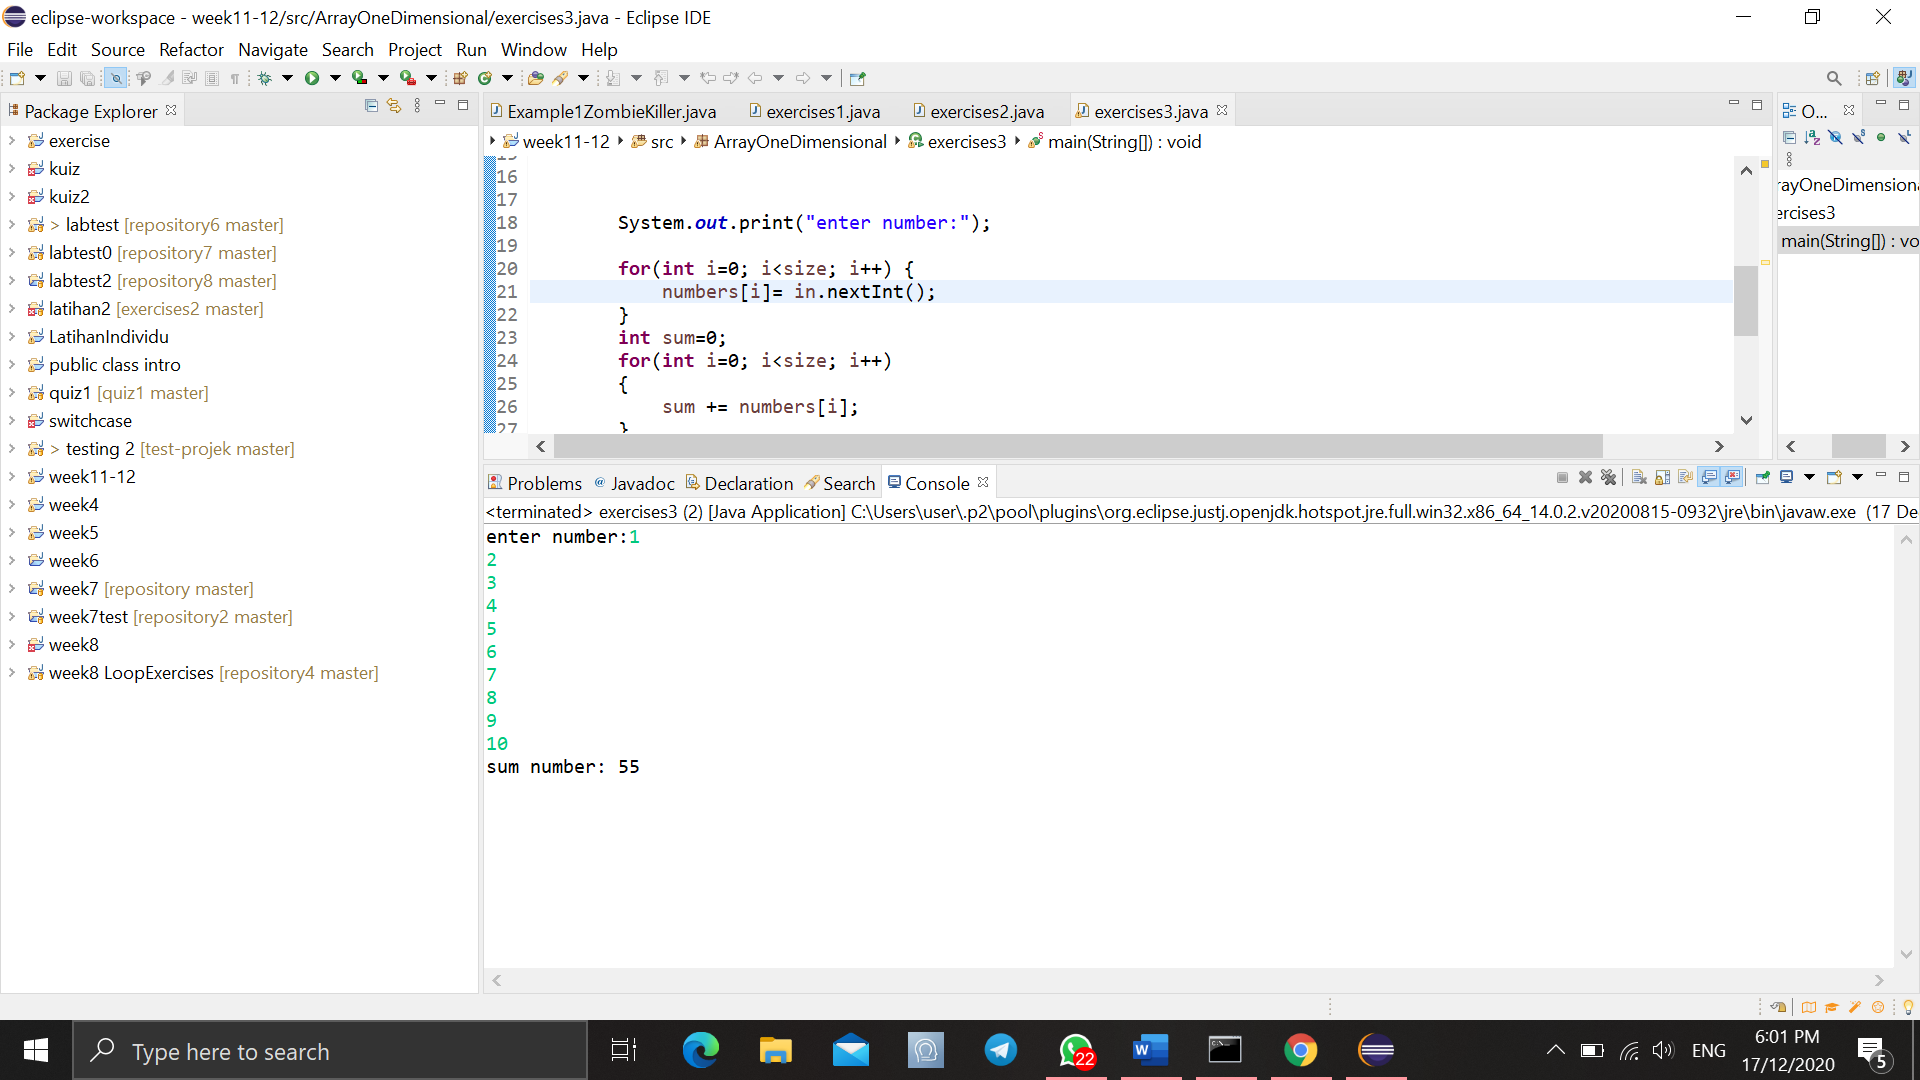 eclipse-workspace - week11-12/src/ArrayOneDimensional/exercises3.java - Eclipse IDE
File Edit Source Refactor Navigate Search Project Run Window Help
Package Explorer
exercise
kuiz
kuiz2
> labtest [repository6 master]
labtest0 [repository7 master]
labtest2 [repository8 master]
latihan2 [exercises2 master]
LatihanIndividu
public class intro
quiz1 [quiz1 master]
switchcase
> testing 2 [test-projek master]
week11-12
week4
week5
week6
week7 [repository master]
week7test [repository2 master]
week8
week8 LoopExercises [repository4 master]
Example1ZombieKiller.java exercises1.java exercises2.java exercises3.java
week11-12 src ArrayOneDimensional exercises3 main(String[]) : void
16
17
18 System.out.print("enter number:");
19
20 for(int i=0; i<size; i++) {
21 numbers[i]= in.nextInt();
22 }
23 int sum=0;
24 for(int i=0; i<size; i++)
25 {
26 sum += numbers[i];
27 }
O...
rayOneDimensiona
ercises3
main(String[]) : vo
Problems Javadoc Declaration Search Console
<terminated> exercises3 (2) [Java Application] C:\Users\user\.p2\pool\plugins\org.eclipse.justj.openjdk.hotspot.jre.full.win32.x86_64_14.0.2.v20200815-0932\jre\bin\javaw.exe (17 De
enter number:1
2
3
4
5
6
7
8
9
10
sum number: 55
Type here to search
22
ENG
6:01 PM
17/12/2020
5